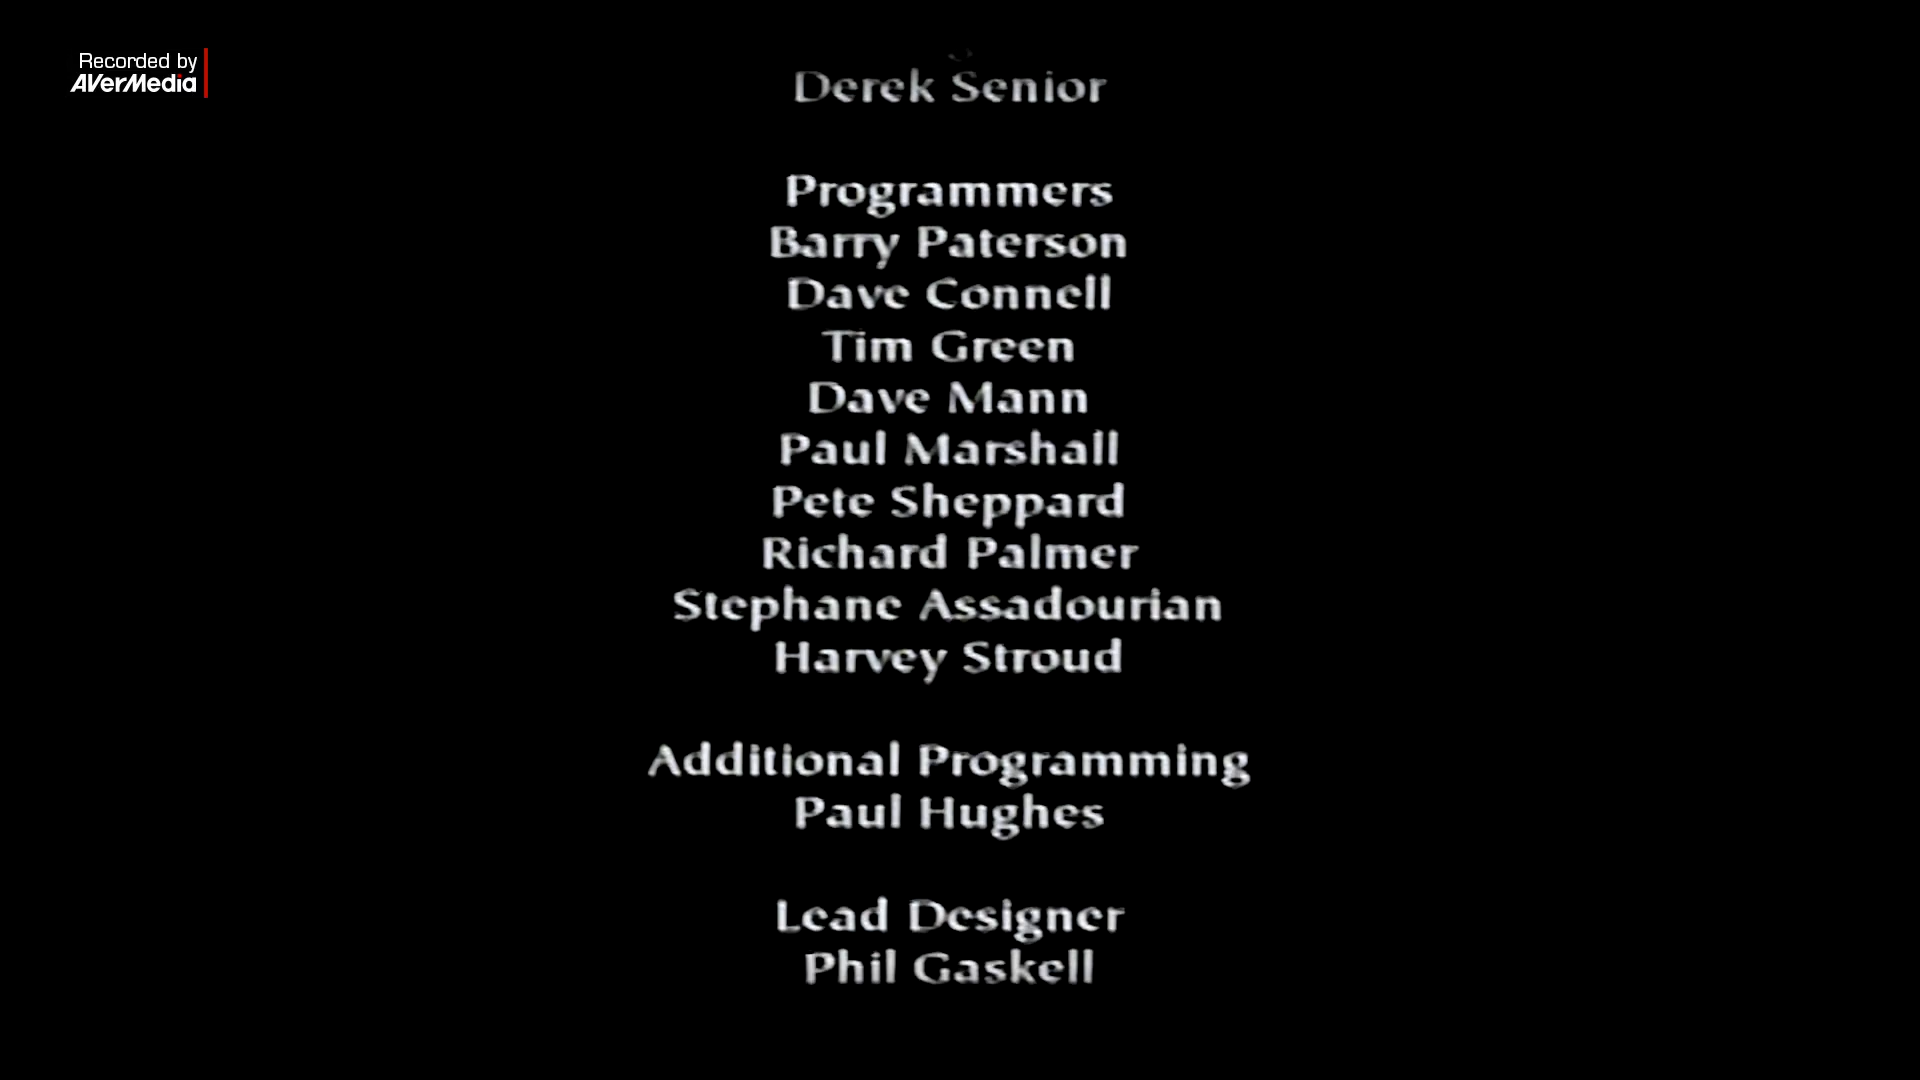 Recorded by
AVerMedia
Derek Senior
Programmers
Barry Paterson
Dave Connell
Tim Green
Dave Mann
Paul Marshall
Pete Sheppard
Richard Palmer
Stephane Assadourian
Harvey Stroud
Additional Programming
Paul Hughes
Lead Designer
Phil Gaskell